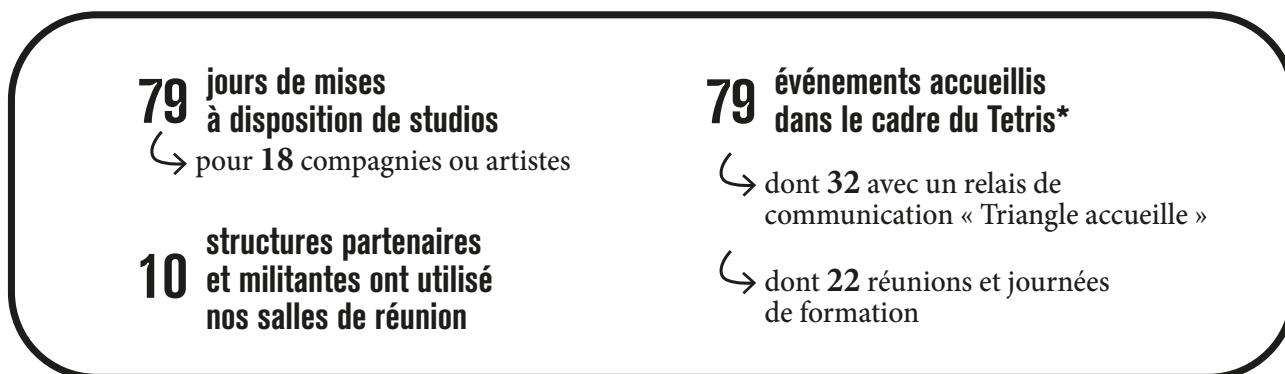 79 jours de mises
à disposition de studios
pour 18 compagnies ou artistes
10 structures partenaires
et militantes ont utilisé
nos salles de réunion
79 événements accueillis
dans le cadre du Tetris*
dont 32 avec un relais de
communication « Triangle accueille »
dont 22 réunions et journées
de formation